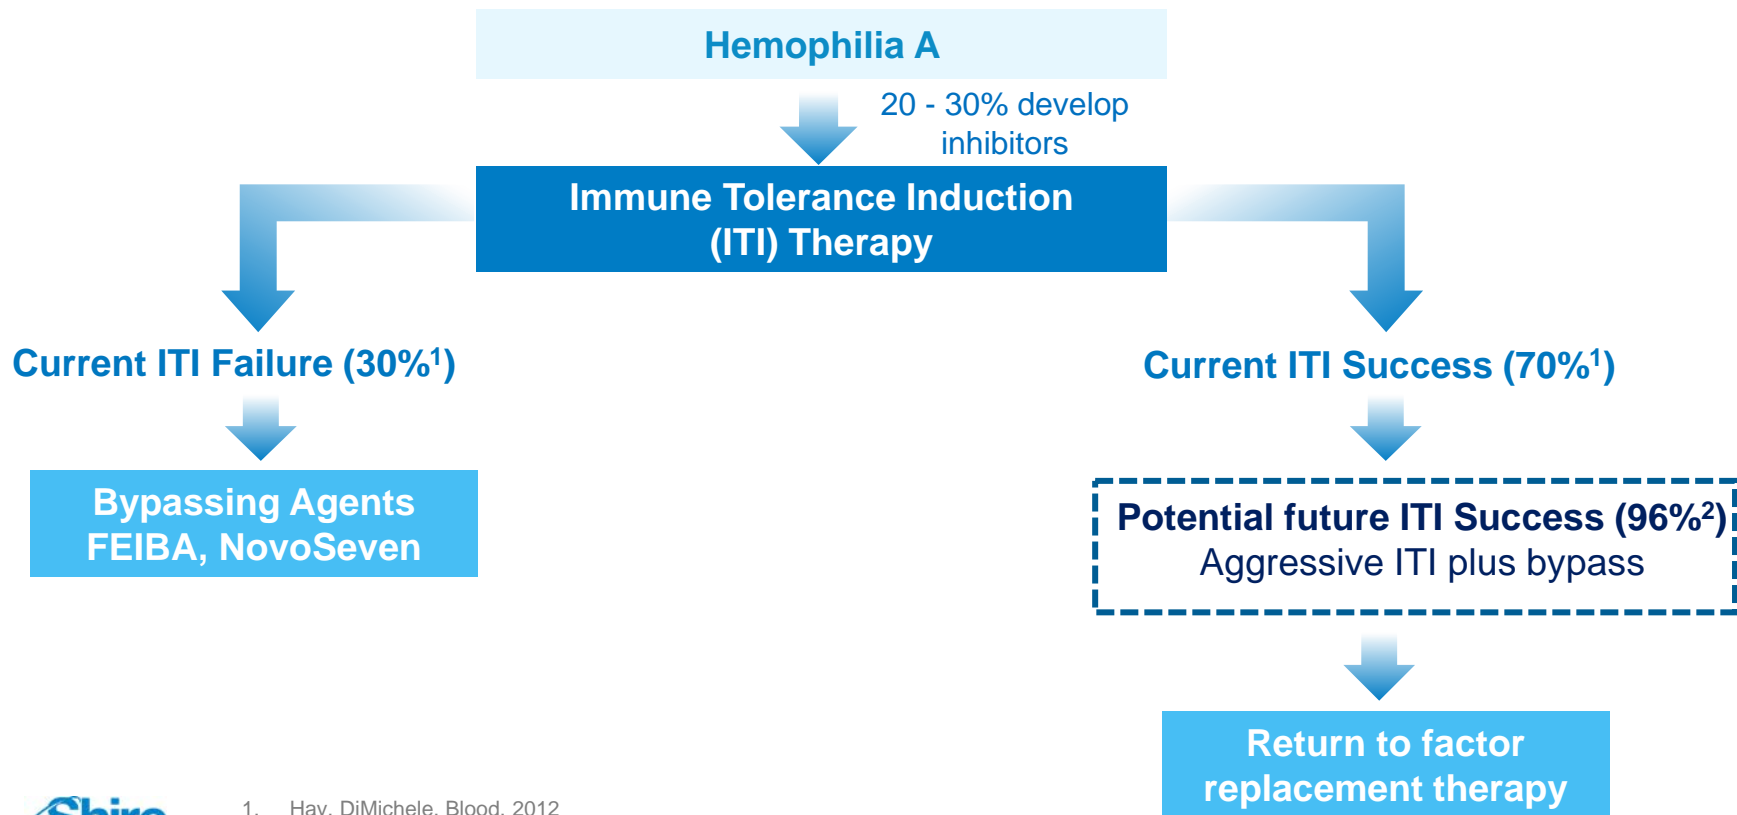 Hemophilia A
20 - 30% develop
inhibitors
Immune Tolerance Induction
(ITI) Therapy
Current ITI Failure (30%¹)
Current ITI Success (70%¹)
Bypassing Agents
FEIBA, NovoSeven
Potential future ITI Success (96%²)
Aggressive ITI plus bypass
Return to factor
replacement therapy
Shire
1. Hay, DiMichele, Blood, 2012